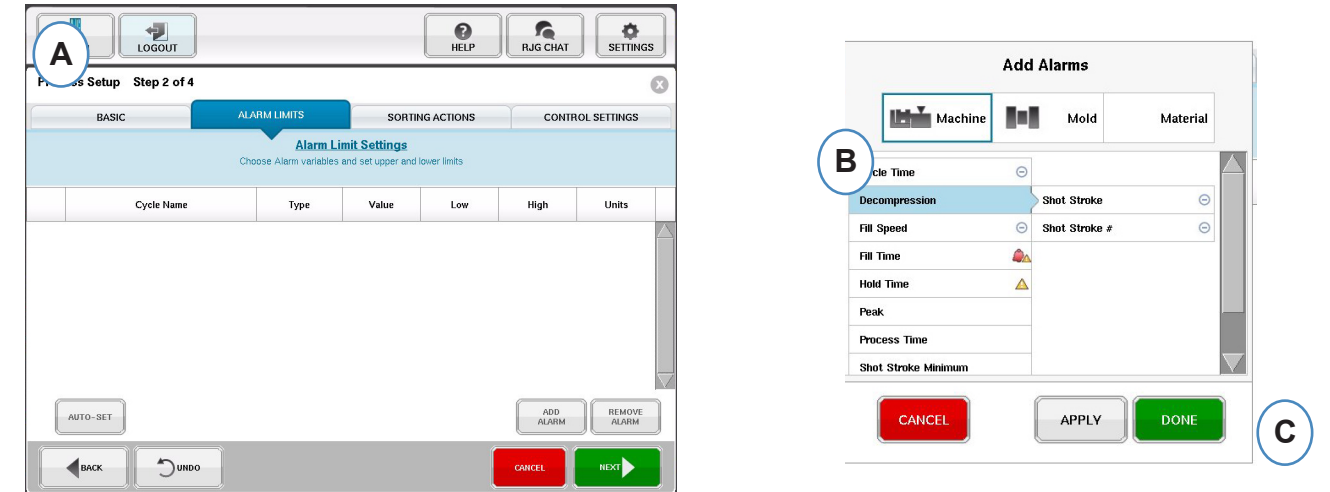 A
LOGOUT
HELP
RJG CHAT
SETTINGS
Setup Step 2 of 4
BASIC
ALARM LIMITS
SORTING ACTIONS
CONTROL SETTINGS
Alarm Limit Settings
Choose Alarm variables and set upper and lower limits
Cycle Name
Type
Value
Low
High
Units
AUTO-SET
ADD
ALARM
REMOVE
ALARM
BACK
UNDO
CANCEL
NEXT
Add Alarms
Machine
Mold
Material
B
cle Time
Decompression
Shot Stroke
Fill Speed
Shot Stroke #
Fill Time
Hold Time
Peak
Process Time
Shot Stroke Minimum
CANCEL
APPLY
DONE
C